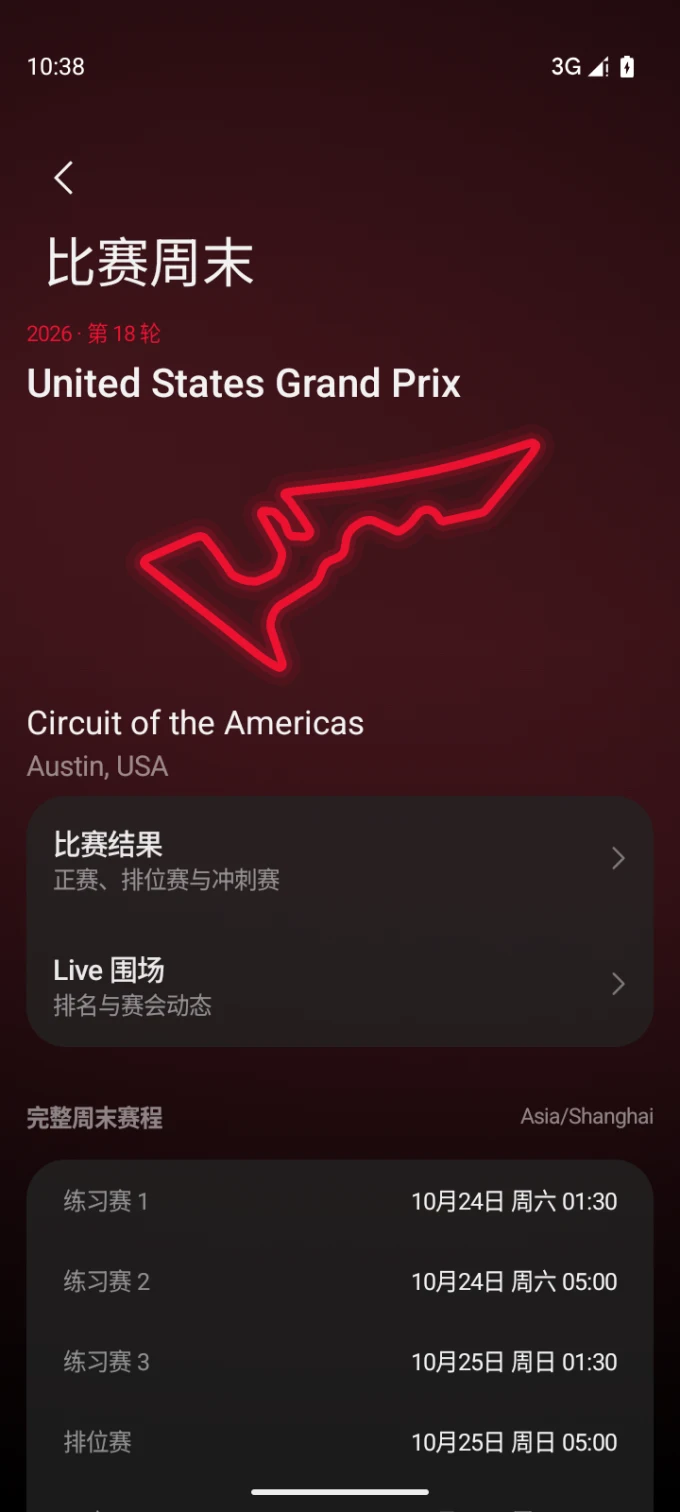 10:38
3G
比赛周末
2026 · 第 18 轮
United States Grand Prix
Circuit of the Americas
Austin, USA
比赛结果
正赛、排位赛与冲刺赛
Live 围场
排名与赛会动态
完整周末赛程
Asia/Shanghai
练习赛 1
10月24日 周六 01:30
练习赛 2
10月24日 周六 05:00
练习赛 3
10月25日 周日 01:30
排位赛
10月25日 周日 05:00